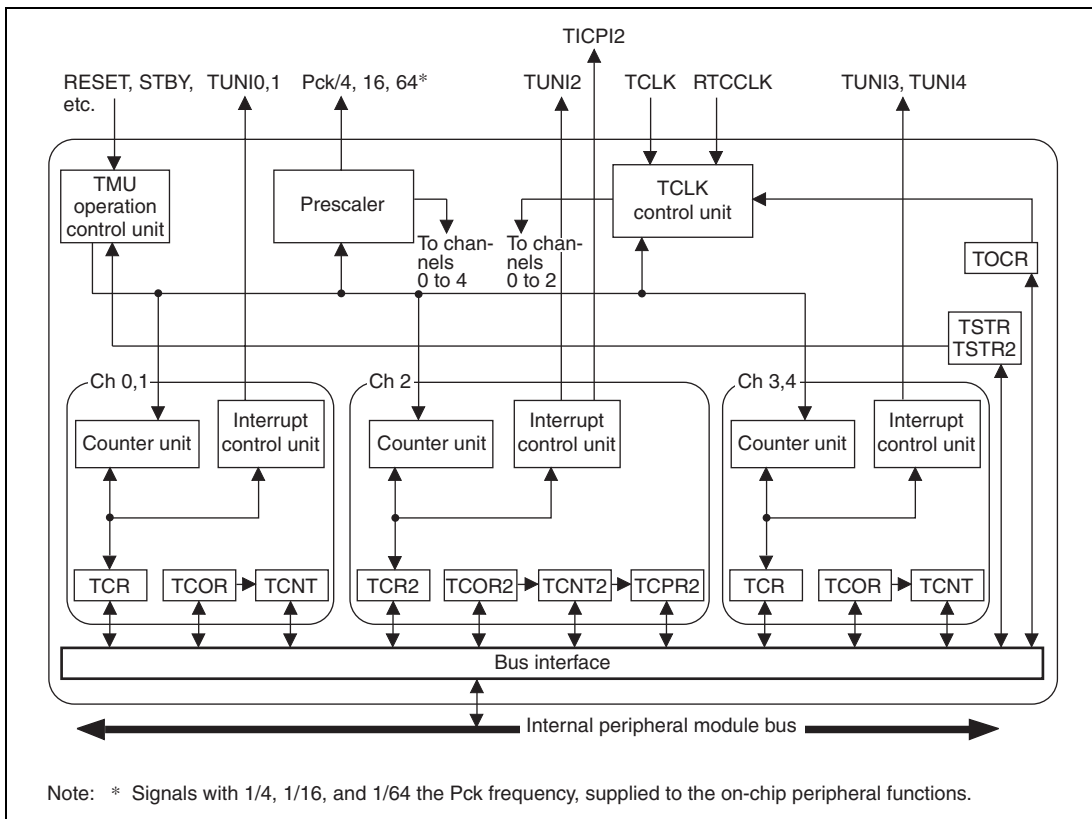 TICPI2
RESET, STBY,
etc.
TUNI0,1
Pck/4, 16, 64*
TUNI2
TCLK
RTCCLK
TUNI3, TUNI4
TMU
operation
control unit
Prescaler
To chan-
nels
0 to 4
To chan-
nels
0 to 2
TCLK
control unit
TOCR
TSTR
TSTR2
Ch 0,1
Counter unit
Interrupt
control unit
TCR
TCOR
TCNT
Ch 2
Counter unit
Interrupt
control unit
TCR2
TCOR2
TCNT2
TCPR2
Ch 3,4
Counter unit
Interrupt
control unit
TCR
TCOR
TCNT
Bus interface
Internal peripheral module bus
Note: * Signals with 1/4, 1/16, and 1/64 the Pck frequency, supplied to the on-chip peripheral functions.